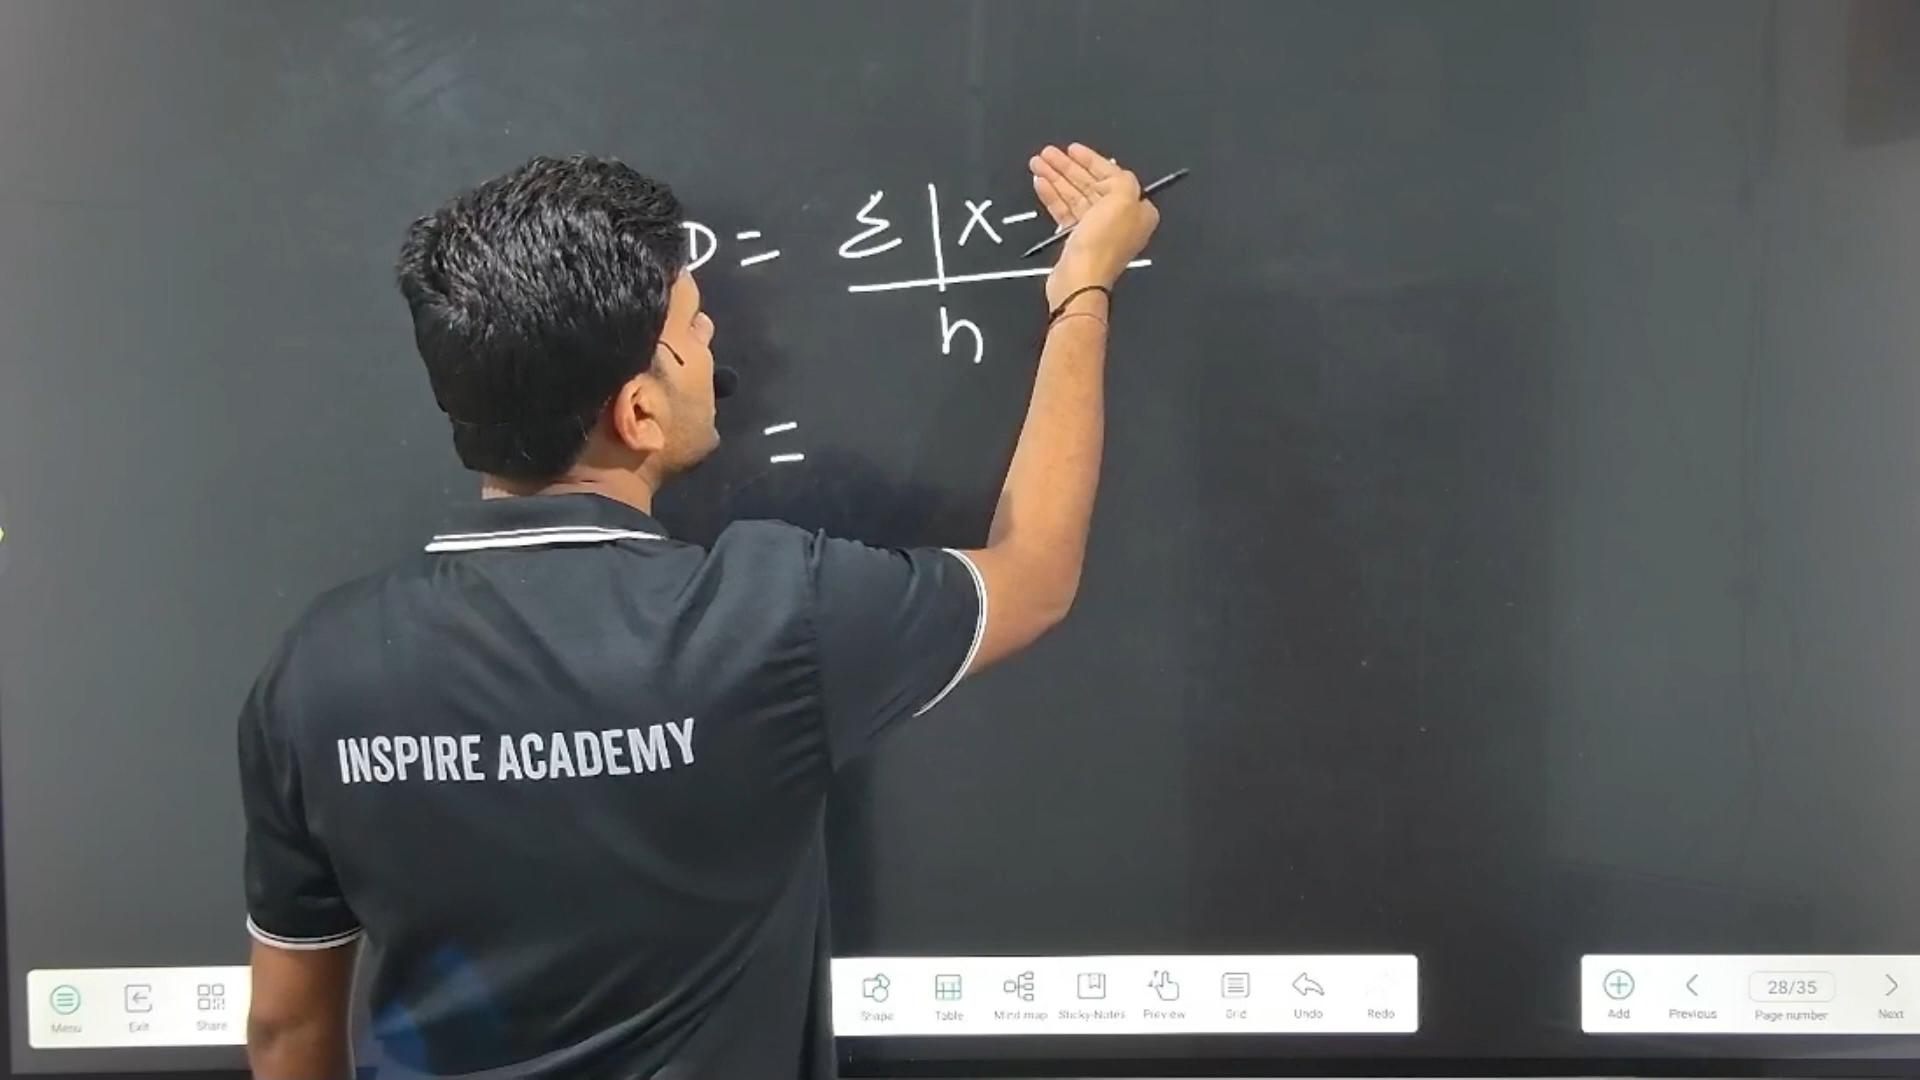 D = Σ|x-
n
=
INSPIRE ACADEMY
Menu Exit Share Shape Table Mind map Sticky-Notes Preview Grid Undo Redo Add Previous 28/35 Page number Next